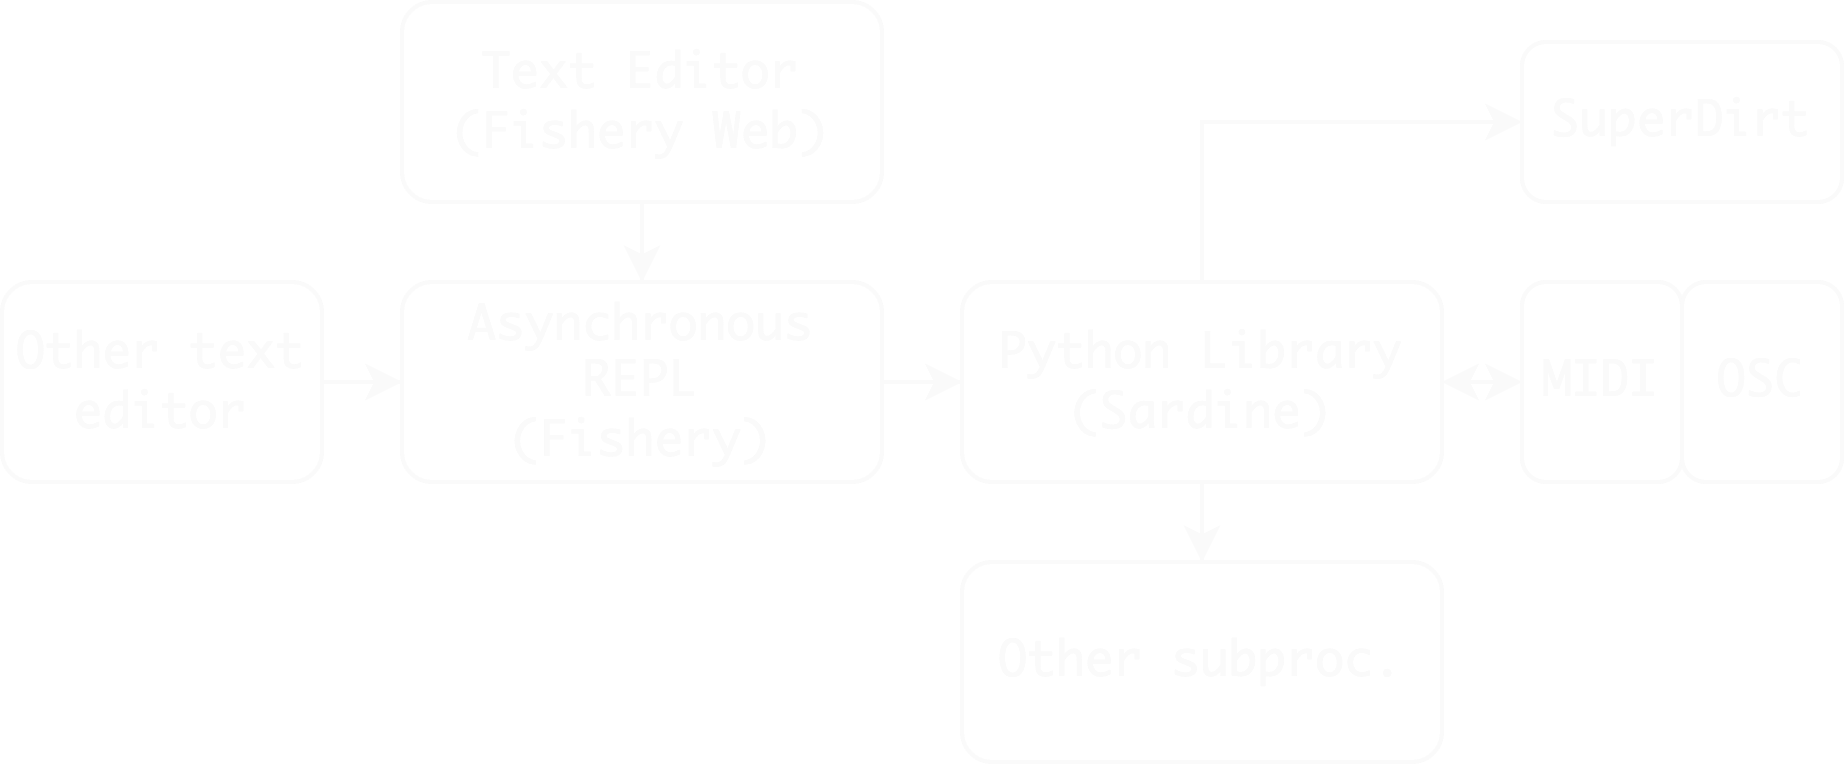 Text Editor
(Fishery Web)
SuperDirt
Other text
editor
Asynchronous
REPL
(Fishery)
Python Library
(Sardine)
MIDI
OSC
Other subproc.